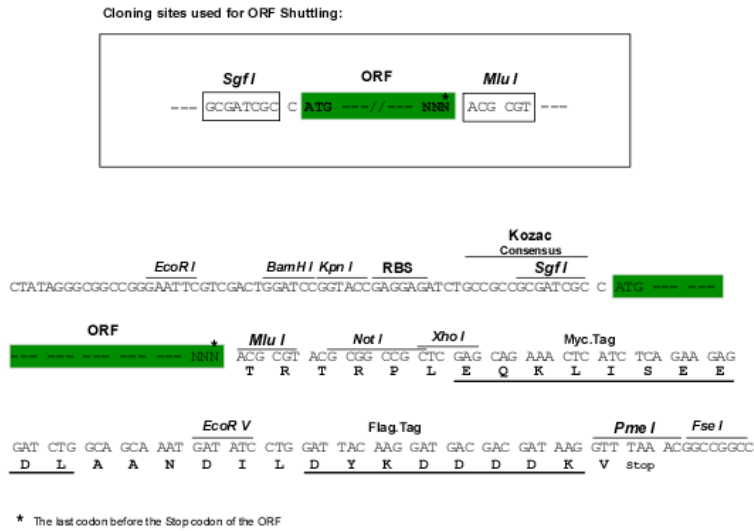 Cloning sites used for ORF Shuttling:
Sgf I ORF Mlu I
*
--- GCGATCGC C ATG ---//--- NNN ACG CGT ---
Kozac
Consensus
EcoR I BamH I Kpn I RBS Sgf I
CTATAGGGCGGCCGGGAATTCGTCGACTGGATCCGGTACCGAGGAGATCTGCCGCCGCGATCGC C ATG --- ---
ORF * Mlu I Not I Xho I Myc.Tag
--- --- --- --- --- --- NNN ACG CGT ACG CGG CCG CTC GAG CAG AAA CTC ATC TCA GAA GAG
T R T R P L E Q K L I S E E
EcoR V Flag.Tag Pme I Fse I
GAT CTG GCA GCA AAT GAT ATC CTG GAT TAC AAG GAT GAC GAC GAT AAG GTT TAA ACGGCCGGCC
D L A A N D I L D Y K D D D D K V Stop
* The last codon before the Stop codon of the ORF